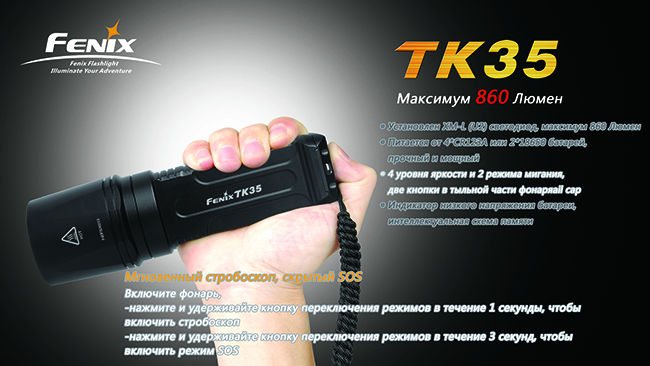 FENIX
Fenix Flashlight
Illuminate Your Adventure
TK35
Максимум 860 Люмен
• Установлен XM-L (U2) светодиод, максимум 860 Люмен
• Питается от 4*CR123A или 2*18650 батарей,
прочный и мощный
• 4 уровня яркости и 2 режима мигания,
две кнопки в тыльной части фонаряail cap
• Индикатор низкого напряжения батареи,
интеллектуальная схема памяти
FENIX TK35
HOT
Мгновенный стробоскоп, скрытый SOS
Включите фонарь,
-нажмите и удерживайте кнопку переключения режимов в течение 1 секунды, чтобы
включить стробоскоп
-нажмите и удерживайте кнопку переключения режимов в течение 3 секунд, чтобы
включить режим SOS